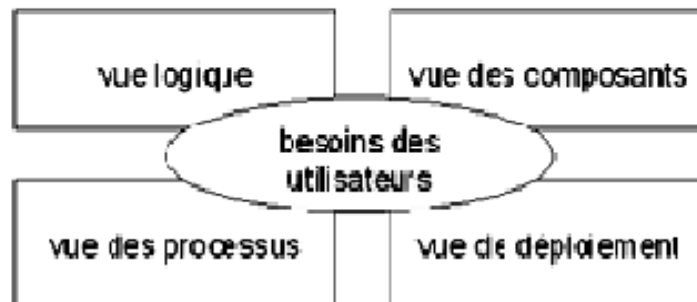 vue logique
vue des composants
besoins des
utilisateurs
vue des processus
vue de déploiement